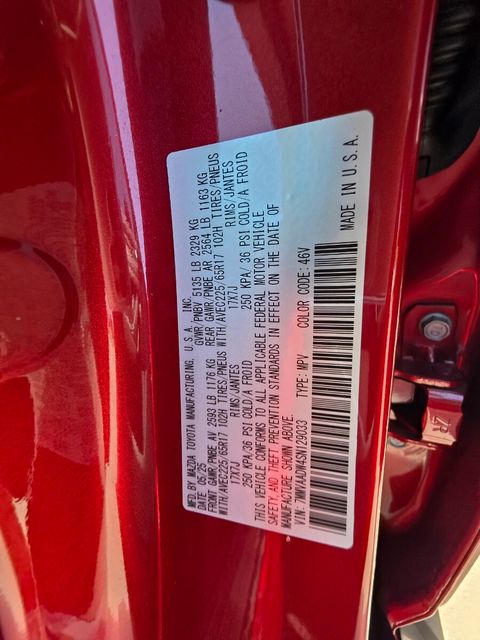 MFD BY MAZDA TOYOTA MANUFACTURING, U.S.A., INC.
DATE 05/25 GVWR/PNBV 5135 LB 2329 KG
FRONT GAWR/PNBE AV 2593 LB 1176 KG REAR GAWR/PNBE AR 2564 LB 1163 KG
WITH/AVEC225/65R17 102H TIRES/PNEUS WITH/AVEC225/65R17 102H TIRES/PNEUS
17X7J RIMS/JANTES 17X7J RIMS/JANTES
250 KPA/36 PSI COLD/A FROID 250 KPA/ 36 PSI COLD/A FROID
THIS VEHICLE CONFORMS TO ALL APPLICABLE FEDERAL MOTOR VEHICLE
SAFETY,AND THEFT PREVENTION STANDARDS IN EFFECT ON THE DATE OF
MANUFACTURE SHOWN ABOVE.
VIN: 7MMVAADW4SN129033 TYPE: MPV COLOR CODE: 46V
MADE IN U.S.A.